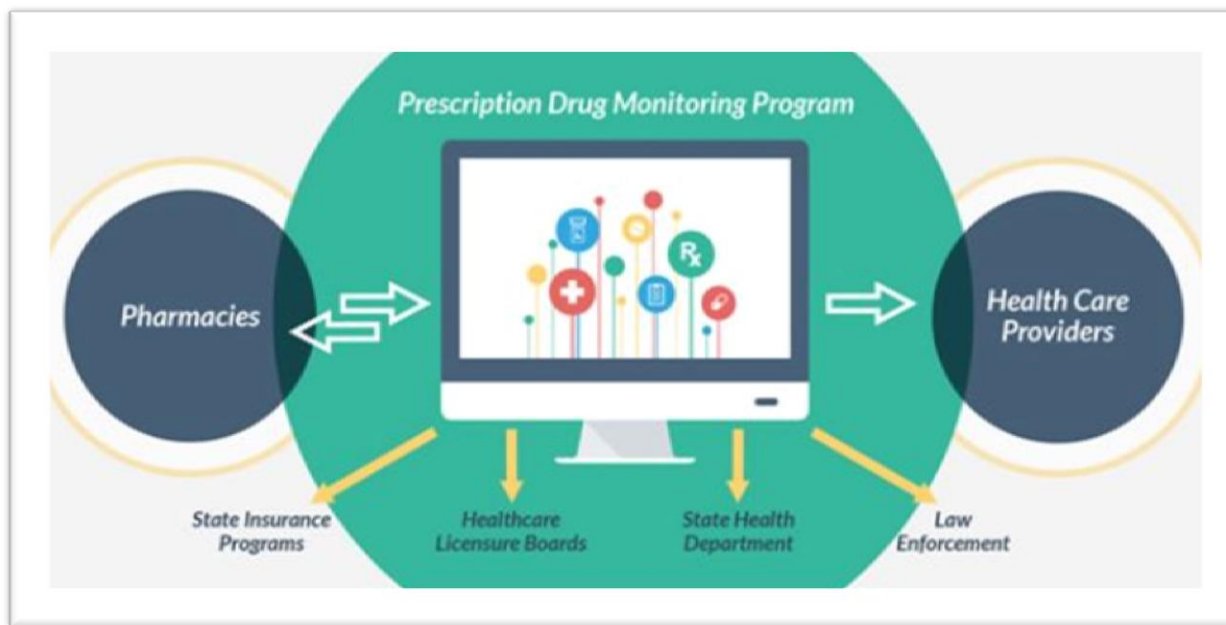 Prescription Drug Monitoring Program
Rx
Pharmacies
Health Care
Providers
State Insurance
Programs
Healthcare
Licensure Boards
State Health
Department
Law
Enforcement